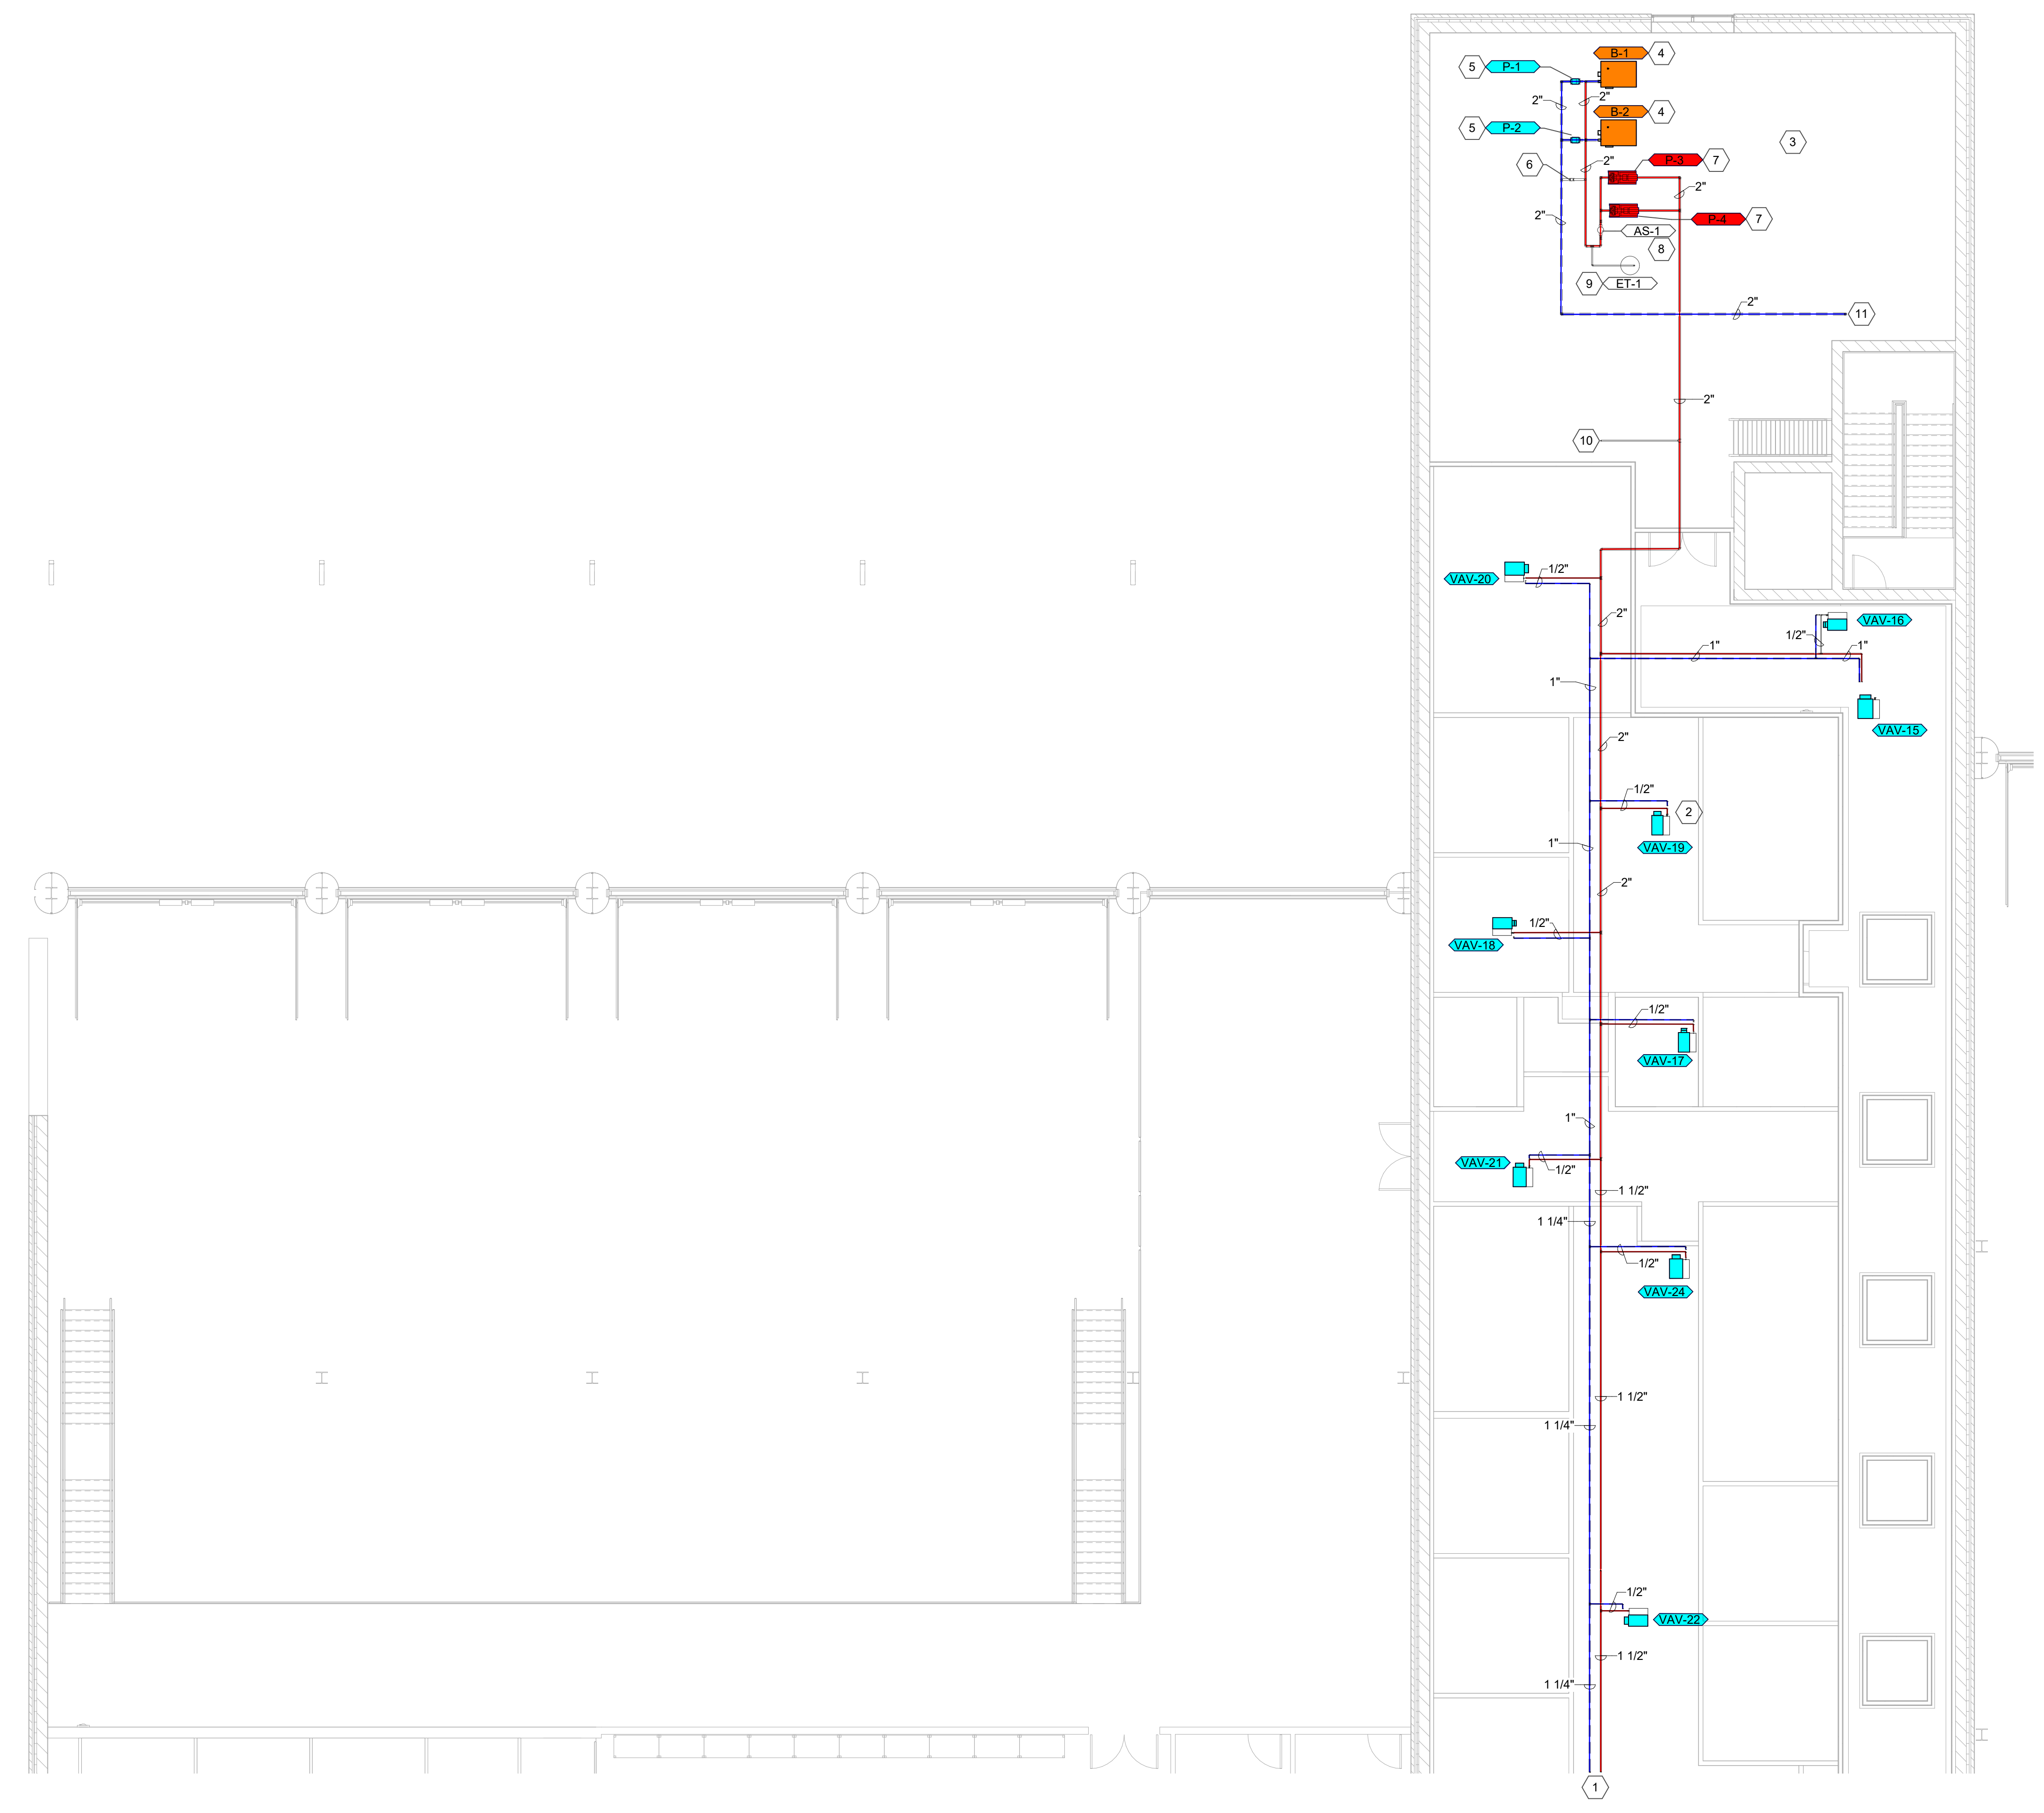 B-1
4
5
P-1
2"
2"
B-2
4
5
P-2
3
6
2"
P-3
7
2"
2"
P-4
7
AS-1
8
9
ET-1
2"
11
2"
10
VAV-20
1/2"
2"
VAV-16
1/2"
1"
1"
1"
VAV-15
2"
1/2"
2
1"
VAV-19
2"
1/2"
VAV-18
1/2"
VAV-17
1"
VAV-21
1/2"
1 1/2"
1 1/4"
1/2"
VAV-24
1 1/2"
1 1/4"
1/2"
VAV-22
1 1/2"
1 1/4"
1